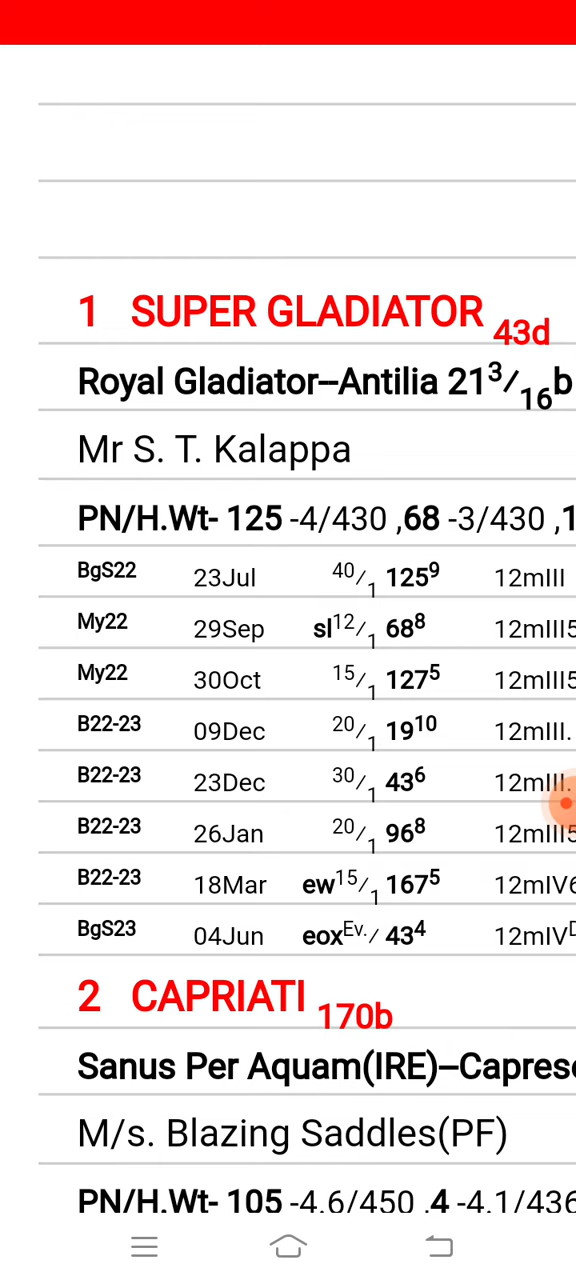 1 SUPER GLADIATOR 43d
Royal Gladiator--Antilia 21³/₁₆b
Mr S. T. Kalappa
PN/H.Wt- 125 -4/430 ,68 -3/430 ,1
BgS22 23Jul ⁴⁰/₁ 125⁹ 12mIII
My22 29Sep sl¹²/₁ 68⁸ 12mIII5
My22 30Oct ¹⁵/₁ 127⁵ 12mIII5
B22-23 09Dec ²⁰/₁ 19¹⁰ 12mIII.
B22-23 23Dec ³⁰/₁ 43⁶ 12mIII.
B22-23 26Jan ²⁰/₁ 96⁸ 12mIII5
B22-23 18Mar ew¹⁵/₁ 167⁵ 12mIV6
BgS23 04Jun eoxEv./ 43⁴ 12mIVD
2 CAPRIATI 170b
Sanus Per Aquam(IRE)--Caprese
M/s. Blazing Saddles(PF)
PN/H.Wt- 105 -4.6/450 ,4 -4.1/436